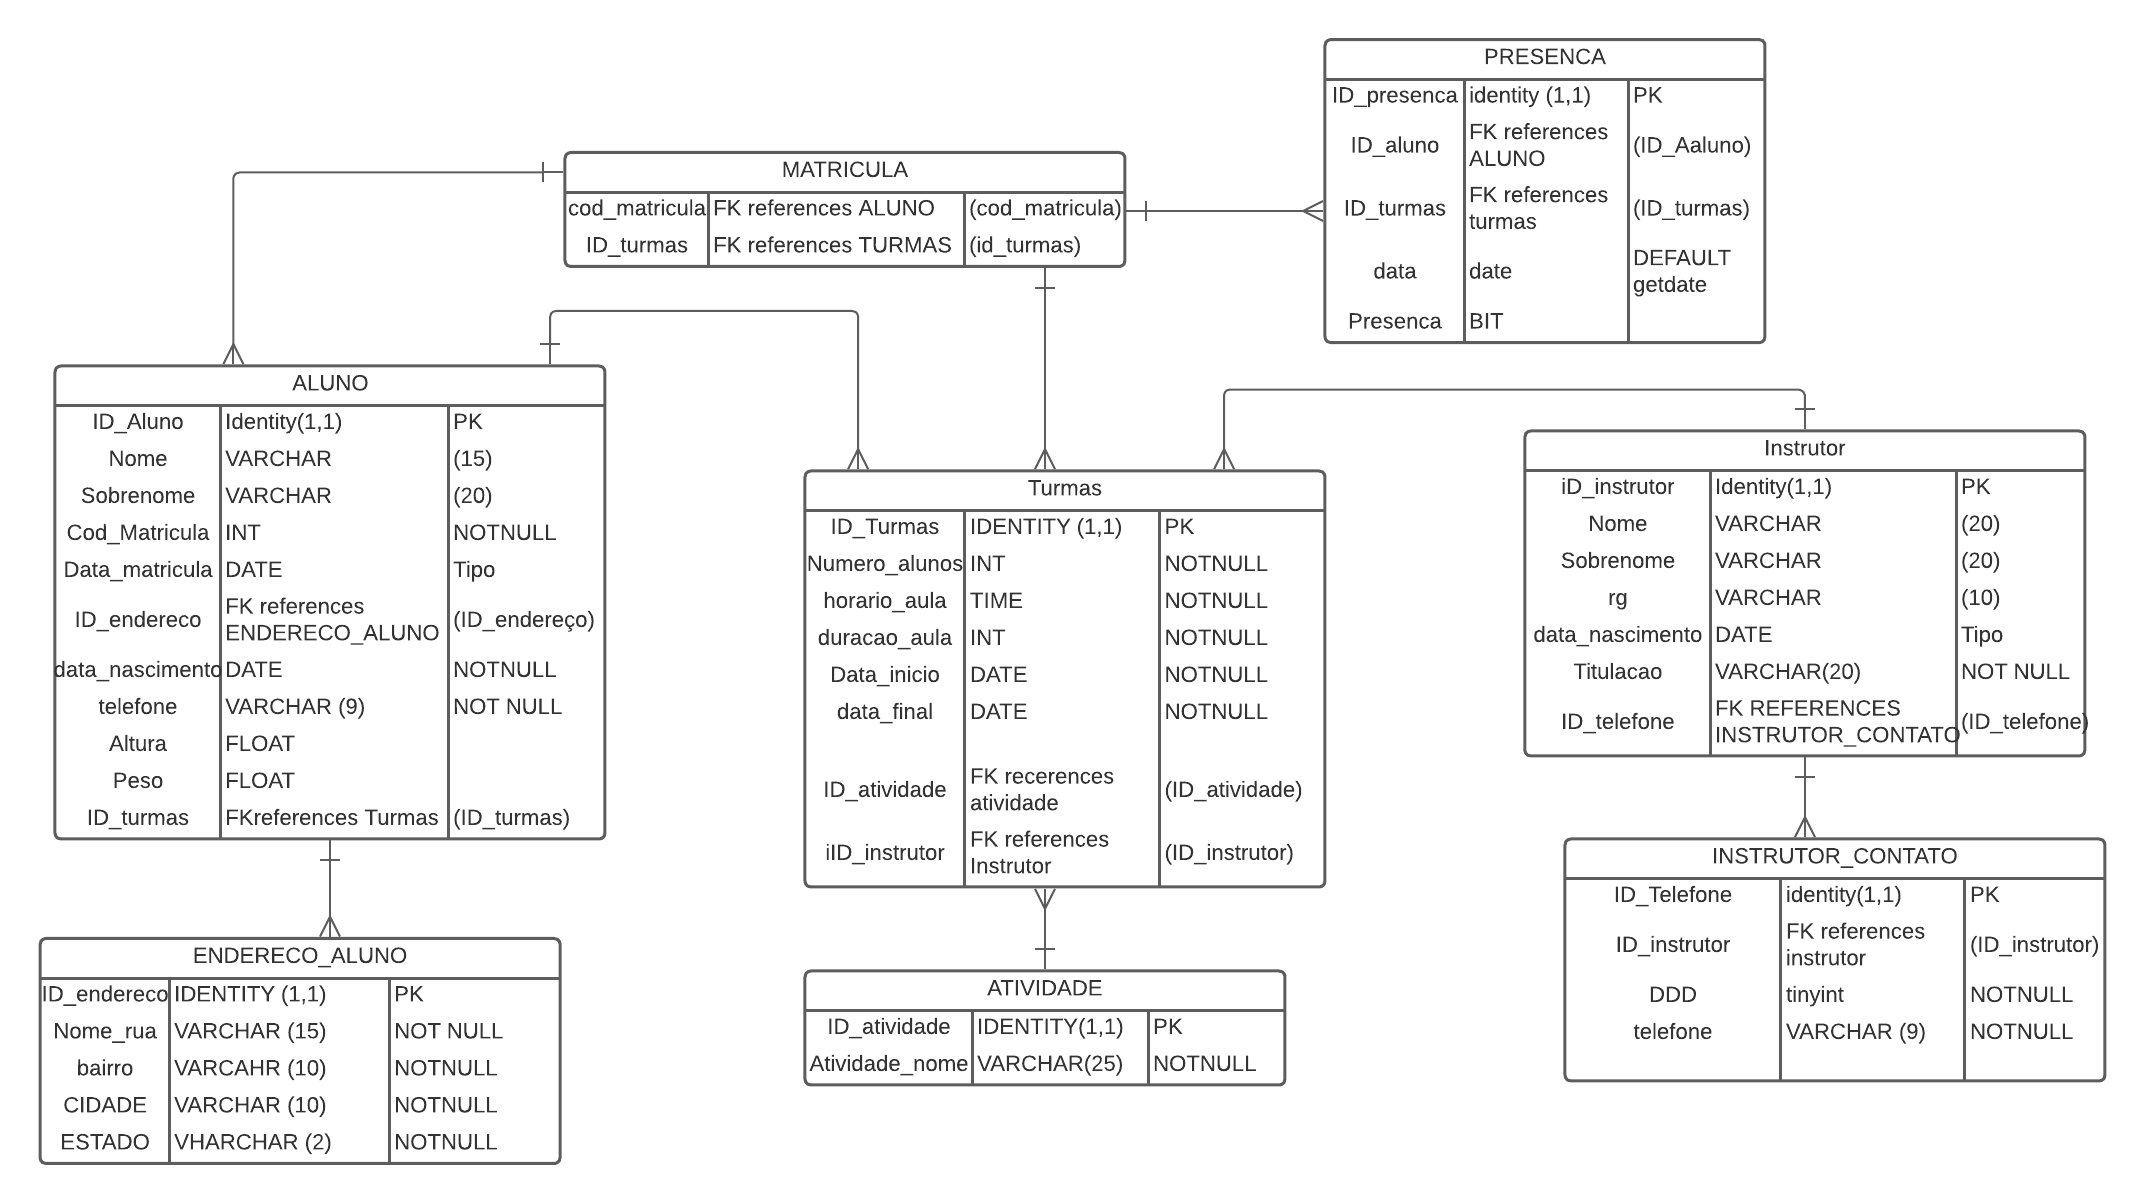 PRESENCA
ID_presenca identity (1,1) PK
ID_aluno FK references ALUNO (ID_Aaluno)
ID_turmas FK references turmas (ID_turmas)
data date DEFAULT getdate
Presenca BIT
MATRICULA
cod_matricula FK references ALUNO (cod_matricula)
ID_turmas FK references TURMAS (id_turmas)
ALUNO
ID_Aluno Identity(1,1) PK
Nome VARCHAR (15)
Sobrenome VARCHAR (20)
Cod_Matricula INT NOTNULL
Data_matricula DATE Tipo
ID_endereco FK references ENDERECO_ALUNO (ID_endereço)
data_nascimento DATE NOTNULL
telefone VARCHAR (9) NOT NULL
Altura FLOAT
Peso FLOAT
ID_turmas FKreferences Turmas (ID_turmas)
Turmas
ID_Turmas IDENTITY (1,1) PK
Numero_alunos INT NOTNULL
horario_aula TIME NOTNULL
duracao_aula INT NOTNULL
Data_inicio DATE NOTNULL
data_final DATE NOTNULL
ID_atividade FK recerences atividade (ID_atividade)
iID_instrutor FK references Instrutor (ID_instrutor)
Instrutor
iD_instrutor Identity(1,1) PK
Nome VARCHAR (20)
Sobrenome VARCHAR (20)
rg VARCHAR (10)
data_nascimento DATE Tipo
Titulacao VARCHAR(20) NOT NULL
ID_telefone FK REFERENCES INSTRUTOR_CONTATO (ID_telefone)
INSTRUTOR_CONTATO
ID_Telefone identity(1,1) PK
ID_instrutor FK references instrutor (ID_instrutor)
DDD tinyint NOTNULL
telefone VARCHAR (9) NOTNULL
ENDERECO_ALUNO
ID_endereco IDENTITY (1,1) PK
Nome_rua VARCHAR (15) NOT NULL
bairro VARCAHR (10) NOTNULL
CIDADE VARCHAR (10) NOTNULL
ESTADO VHARCHAR (2) NOTNULL
ATIVIDADE
ID_atividade IDENTITY(1,1) PK
Atividade_nome VARCHAR(25) NOTNULL